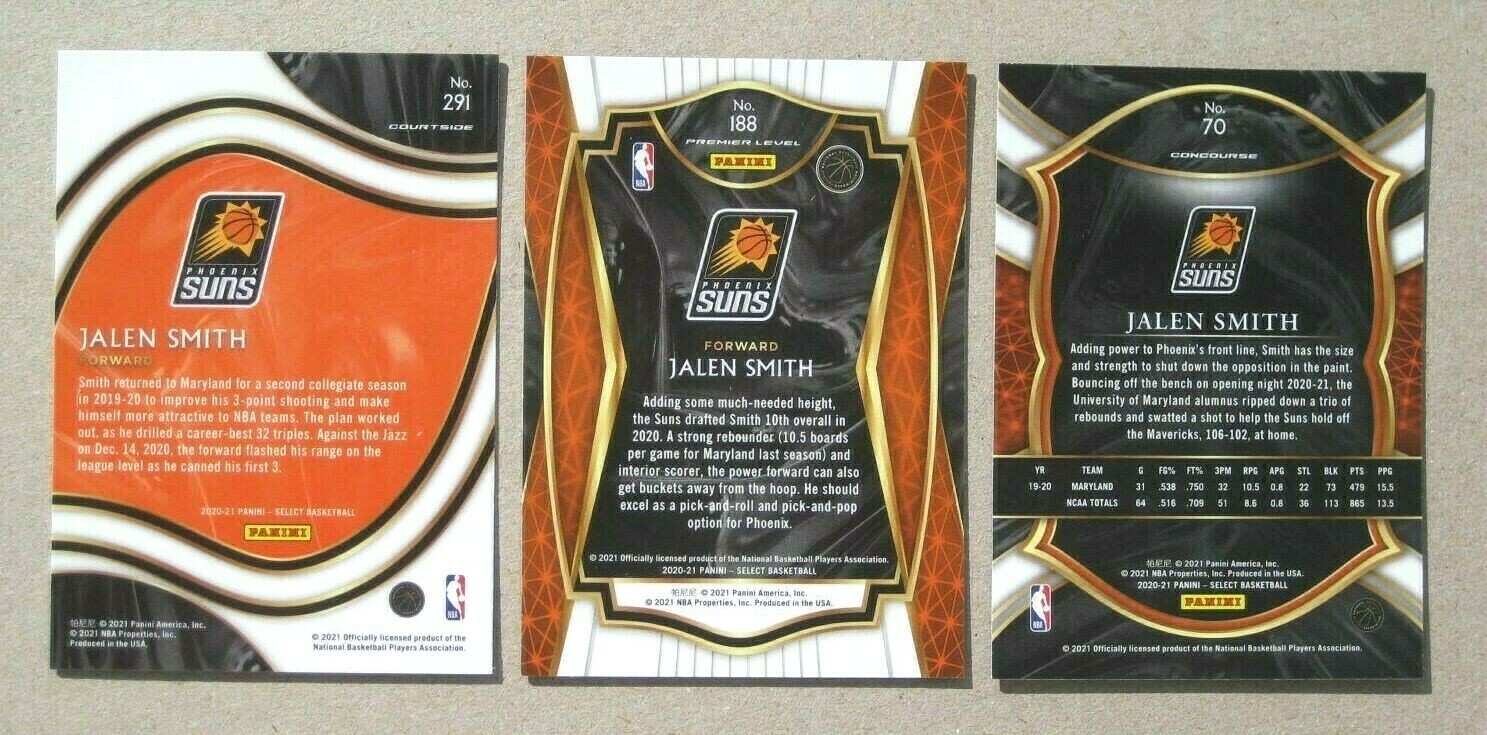 No.
291
COURTSIDE
PHOENIX
SUNS
JALEN SMITH
FORWARD
Smith returned to Maryland for a second collegiate season
in 2019-20 to improve his 3-point shooting and make
himself more attractive to NBA teams. The plan worked
out, as he drilled a career-best 32 triples. Against the Jazz
on Dec. 14, 2020, the forward flashed his range on the
league level as he canned his first 3.
2020-21 PANINI – SELECT BASKETBALL
PANINI
NBA
帕尼尼 © 2021 Panini America, Inc.
© 2021 NBA Properties, Inc.
Produced in the USA.
© 2021 Officially licensed product of the
National Basketball Players Association.
No.
188
PREMIER LEVEL
PANINI
NBA
PHOENIX
SUNS
FORWARD
JALEN SMITH
Adding some much-needed height,
the Suns drafted Smith 10th overall in
2020. A strong rebounder (10.5 boards
per game for Maryland last season) and
interior scorer, the power forward can also
get buckets away from the hoop. He should
excel as a pick-and-roll and pick-and-pop
option for Phoenix.
© 2021 Officially licensed product of the National Basketball Players Association.
2020-21 PANINI – SELECT BASKETBALL
帕尼尼 © 2021 Panini America, Inc.
© 2021 NBA Properties, Inc. Produced in the USA.
No.
70
CONCOURSE
PHOENIX
SUNS
JALEN SMITH
Adding power to Phoenix's front line, Smith has the size
and strength to shut down the opposition in the paint.
Bouncing off the bench on opening night 2020-21, the
University of Maryland alumnus ripped down a trio of
rebounds and swatted a shot to help the Suns hold off
the Mavericks, 106-102, at home.
YR TEAM G FG% FT% 3PM RPG APG STL BLK PTS PPG
19-20 MARYLAND 31 .538 .750 32 10.5 0.8 22 73 479 15.5
NCAA TOTALS 64 .516 .709 51 8.6 0.8 36 113 865 13.5
帕尼尼 © 2021 Panini America, Inc.
© 2021 NBA Properties, Inc. Produced in the USA.
2020-21 PANINI – SELECT BASKETBALL
PANINI
NBA
© 2021 Officially licensed product of the National Basketball Players Association.